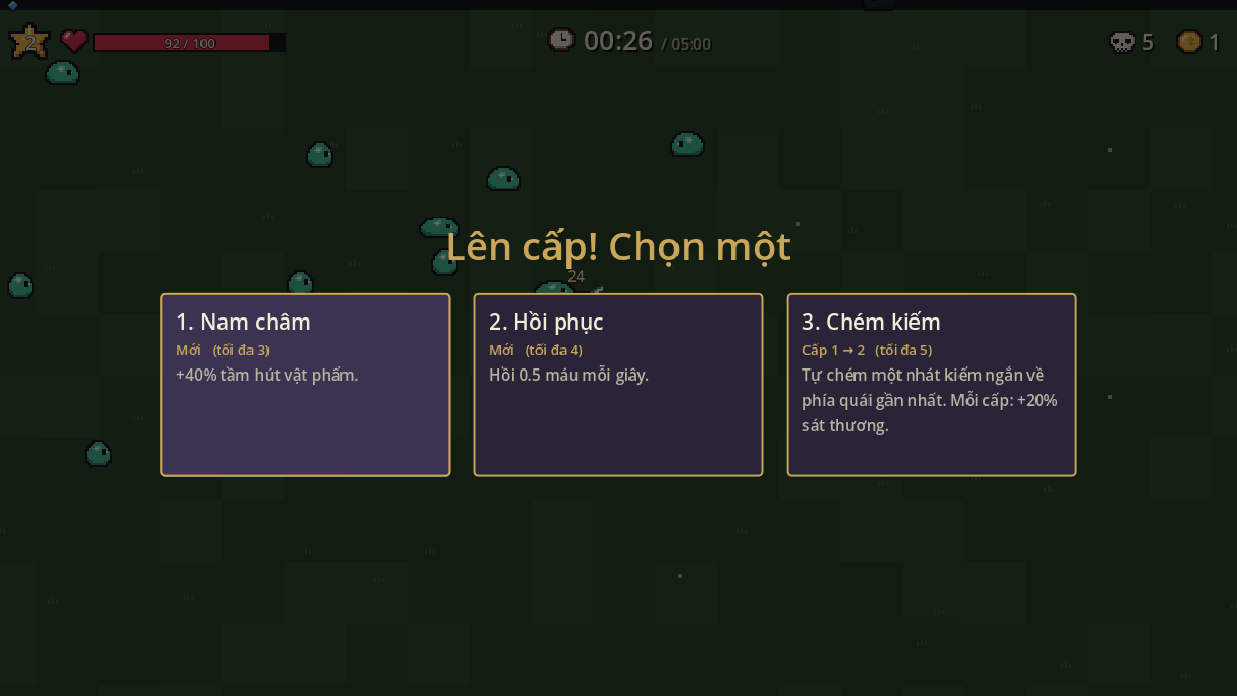 2
92 / 100
00:26 / 05:00
5
1
Lên cấp! Chọn một
24
1. Nam châm
Mới (tối đa 3)
+40% tầm hút vật phẩm.
2. Hồi phục
Mới (tối đa 4)
Hồi 0.5 máu mỗi giây.
3. Chém kiếm
Cấp 1 → 2 (tối đa 5)
Tự chém một nhát kiếm ngắn về
phía quái gần nhất. Mỗi cấp: +20%
sát thương.